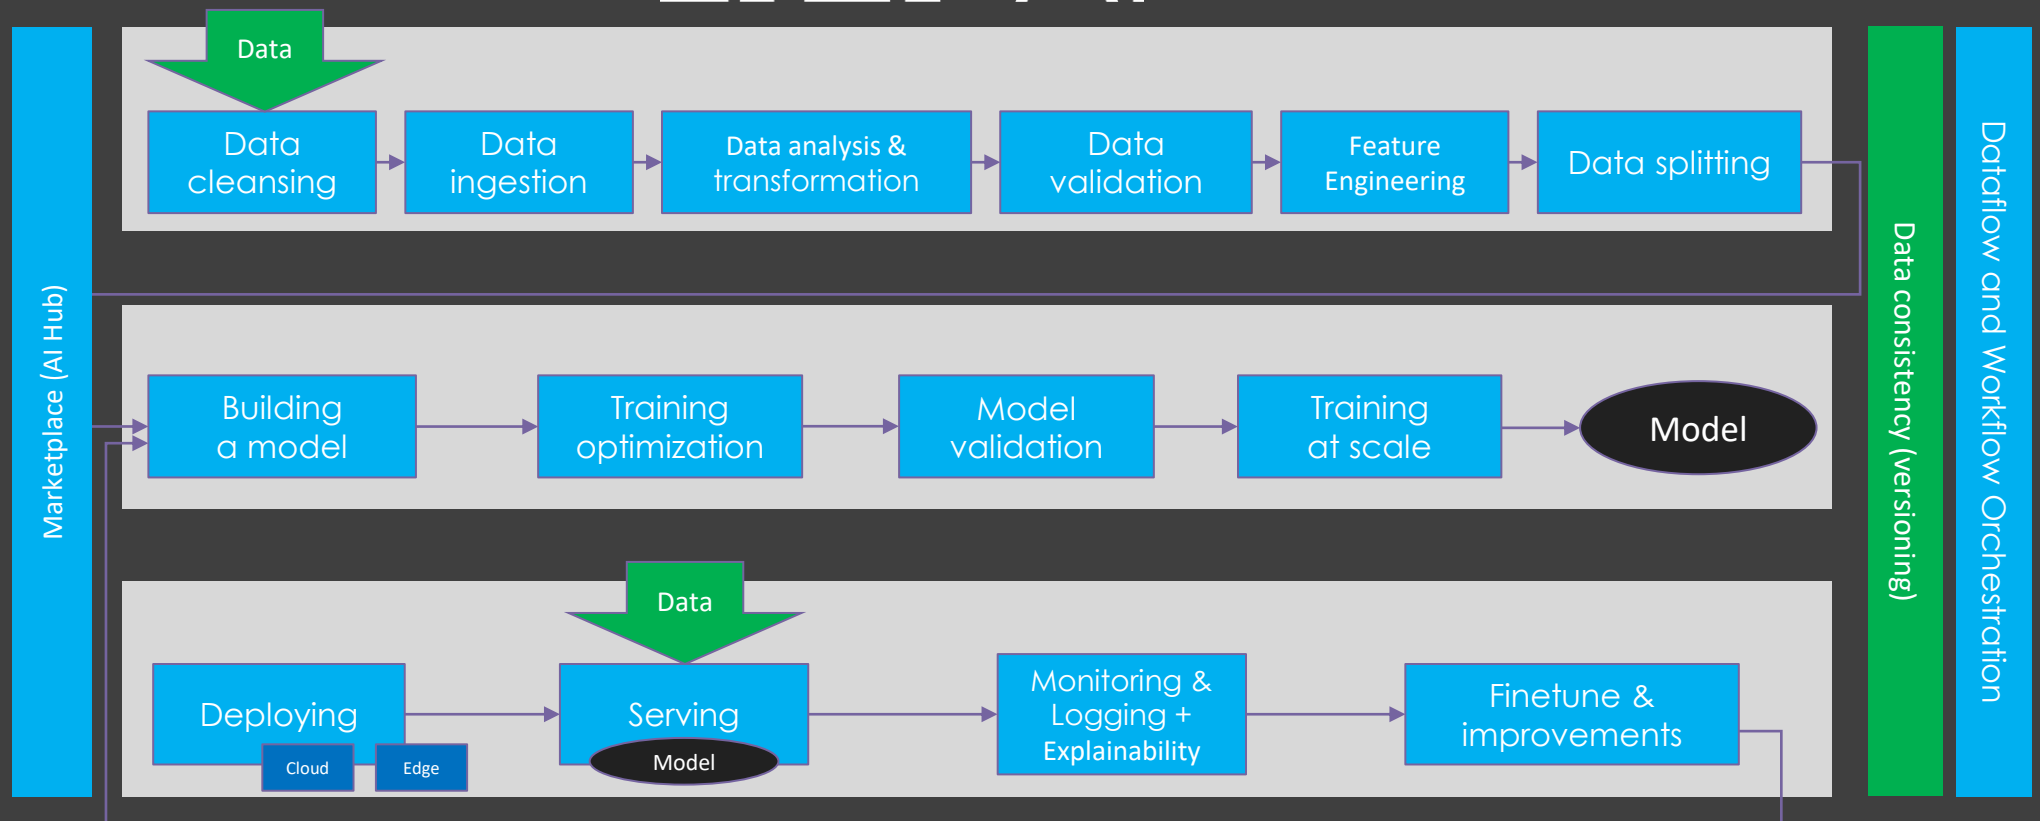 Data
Data
cleansing
Data
ingestion
Data analysis &
transformation
Data
validation
Feature
Engineering
Data splitting
Marketplace (AI Hub)
Building
a model
Training
optimization
Model
validation
Training
at scale
Model
Data
Deploying
Cloud
Edge
Serving
Model
Monitoring &
Logging +
Explainability
Finetune &
improvements
Data consistency (versioning)
Dataflow and Workflow Orchestration